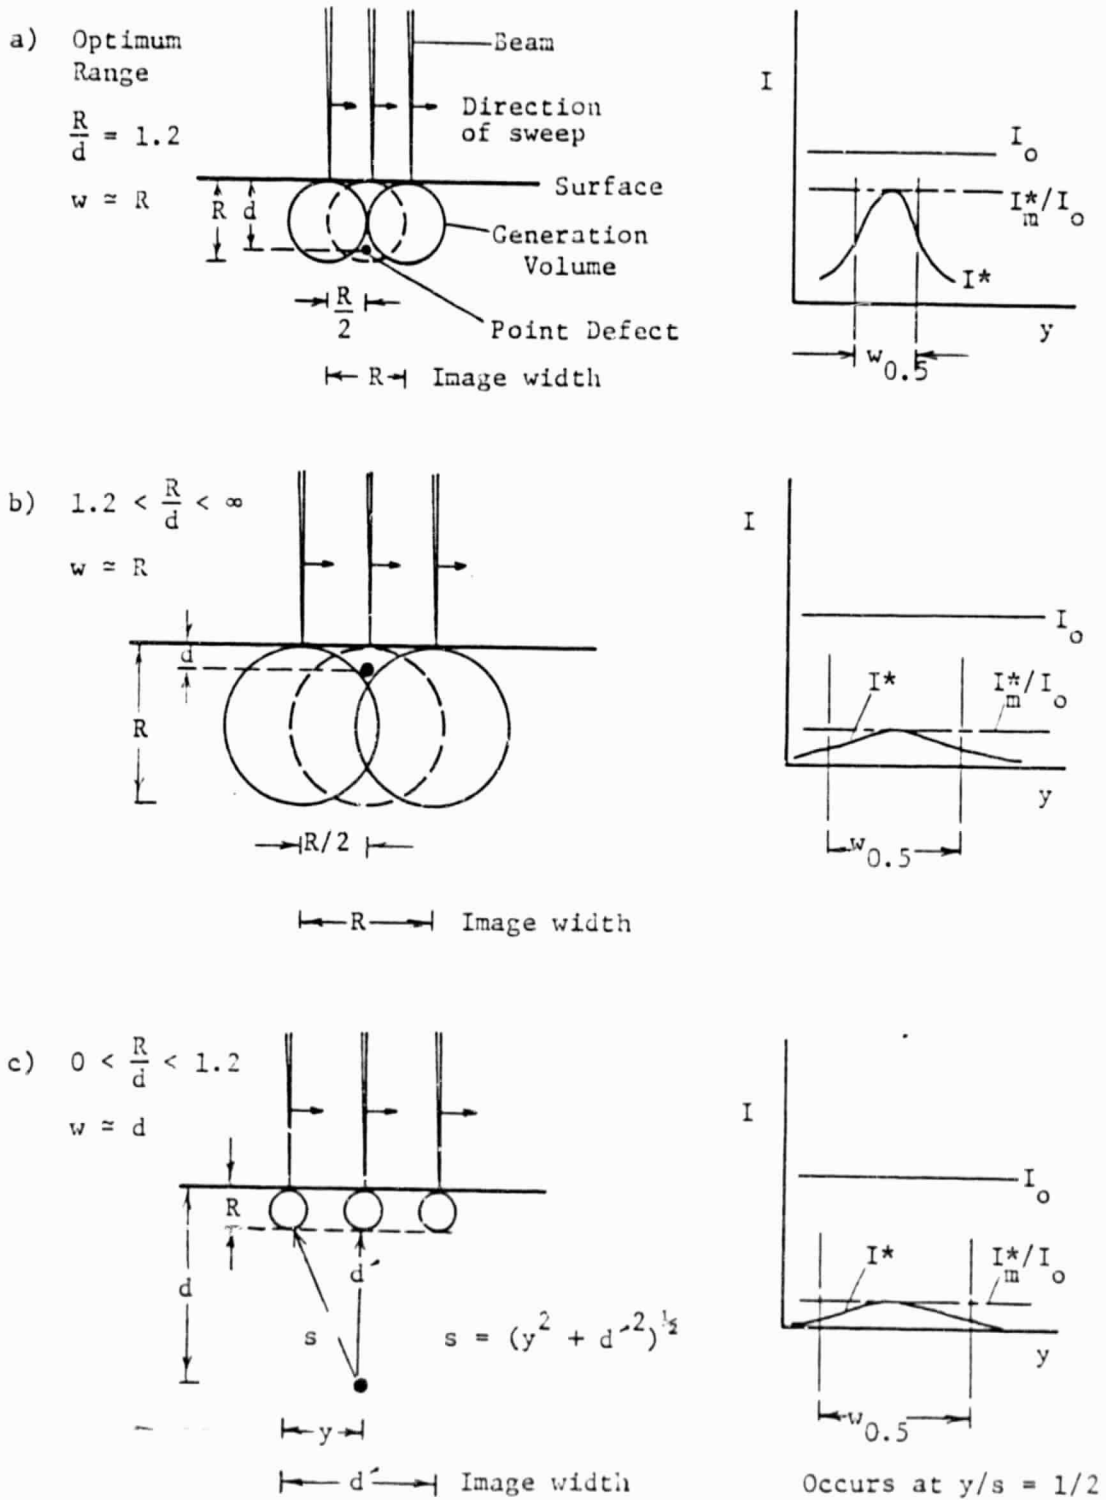 a) Optimum
Range
R/d = 1.2
w ≃ R
Beam
Direction
of sweep
Surface
R d
Generation
Volume
R/2
Point Defect
R Image width
I
I_o
I*_m/I_o
I*
y
w_0.5
b) 1.2 < R/d < ∞
w ≃ R
d
R
R/2
R Image width
I
I_o
I* I*_m/I_o
y
w_0.5
c) 0 < R/d < 1.2
w ≃ d
R
d
d´
s s = (y² + d´²)^½
y
d´ Image width
I
I_o
I* I*_m/I_o
y
w_0.5
Occurs at y/s = 1/2